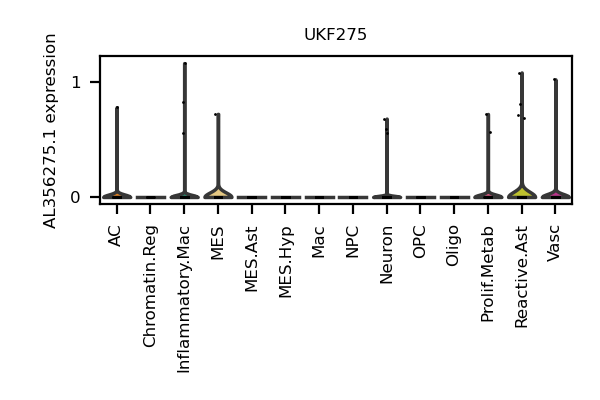 UKF275
AL356275.1 expression
1
0
AC
Chromatin.Reg
Inflammatory.Mac
MES
MES.Ast
MES.Hyp
Mac
NPC
Neuron
OPC
Oligo
Prolif.Metab
Reactive.Ast
Vasc